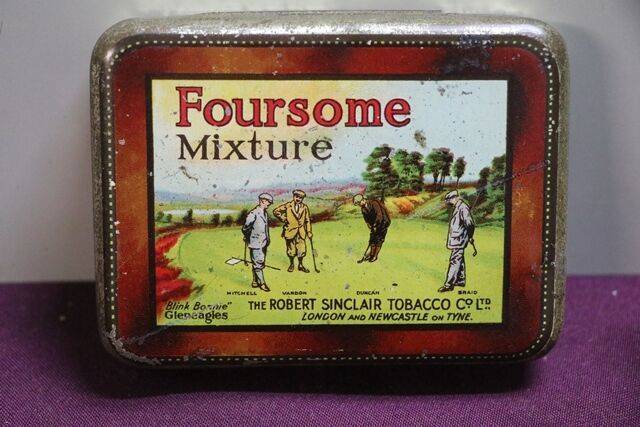 Foursome
Mixture
MITCHELL VARDON DUNCAN BRAID
"Blink Bonnie"
Gleneagles
THE ROBERT SINCLAIR TOBACCO CO LTD.
LONDON AND NEWCASTLE ON TYNE.